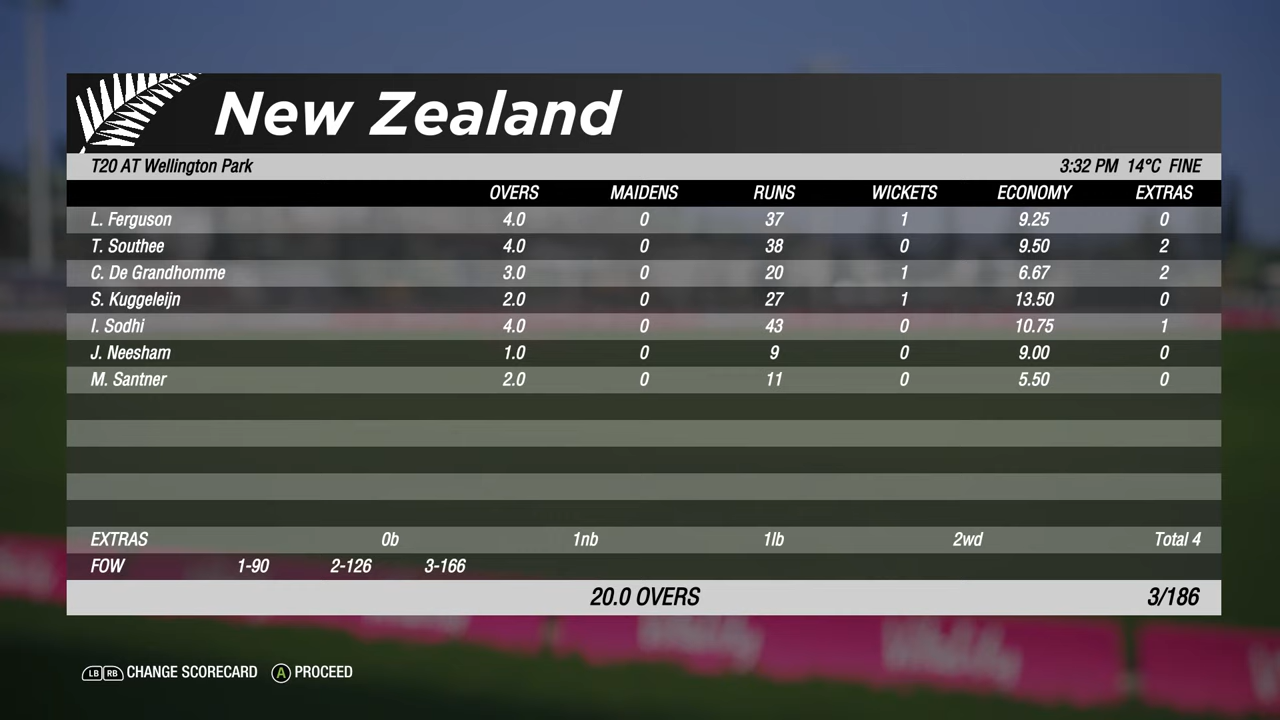 New Zealand
T20 AT Wellington Park 3:32 PM 14°C FINE
OVERS MAIDENS RUNS WICKETS ECONOMY EXTRAS
L. Ferguson 4.0 0 37 1 9.25 0
T. Southee 4.0 0 38 0 9.50 2
C. De Grandhomme 3.0 0 20 1 6.67 2
S. Kuggeleijn 2.0 0 27 1 13.50 0
I. Sodhi 4.0 0 43 0 10.75 1
J. Neesham 1.0 0 9 0 9.00 0
M. Santner 2.0 0 11 0 5.50 0
EXTRAS 0b 1nb 1lb 2wd Total 4
FOW 1-90 2-126 3-166
20.0 OVERS 3/186
LB RB CHANGE SCORECARD A PROCEED